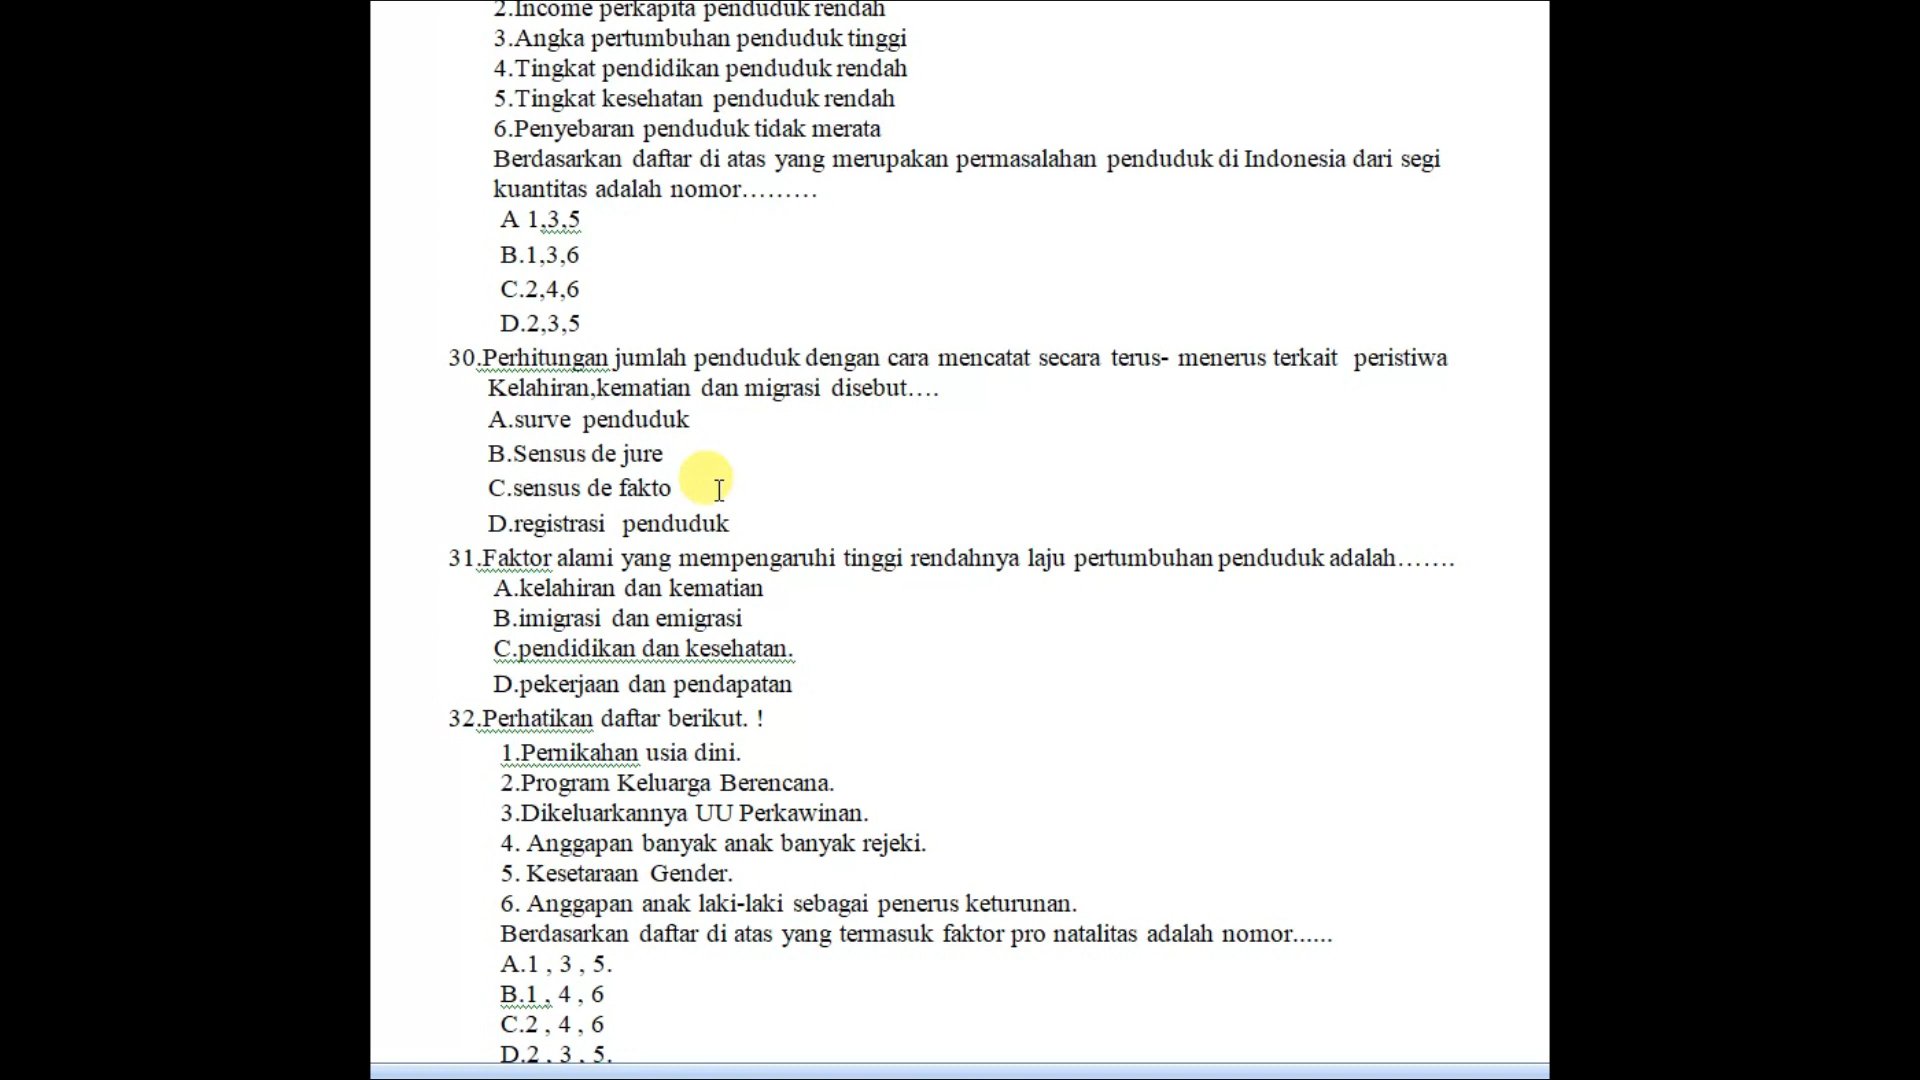 2.Income perkapita penduduk rendah
3.Angka pertumbuhan penduduk tinggi
4.Tingkat pendidikan penduduk rendah
5.Tingkat kesehatan penduduk rendah
6.Penyebaran penduduk tidak merata
Berdasarkan daftar di atas yang merupakan permasalahan penduduk di Indonesia dari segi
kuantitas adalah nomor………
A 1,3,5
B.1,3,6
C.2,4,6
D.2,3,5
30.Perhitungan jumlah penduduk dengan cara mencatat secara terus- menerus terkait peristiwa
Kelahiran,kematian dan migrasi disebut….
A.surve penduduk
B.Sensus de jure
C.sensus de fakto
D.registrasi penduduk
31.Faktor alami yang mempengaruhi tinggi rendahnya laju pertumbuhan penduduk adalah…….
A.kelahiran dan kematian
B.imigrasi dan emigrasi
C.pendidikan dan kesehatan.
D.pekerjaan dan pendapatan
32.Perhatikan daftar berikut. !
1.Pernikahan usia dini.
2.Program Keluarga Berencana.
3.Dikeluarkannya UU Perkawinan.
4. Anggapan banyak anak banyak rejeki.
5. Kesetaraan Gender.
6. Anggapan anak laki-laki sebagai penerus keturunan.
Berdasarkan daftar di atas yang termasuk faktor pro natalitas adalah nomor......
A.1 , 3 , 5.
B.1 , 4 , 6
C.2 , 4 , 6
D.2 , 3 , 5.